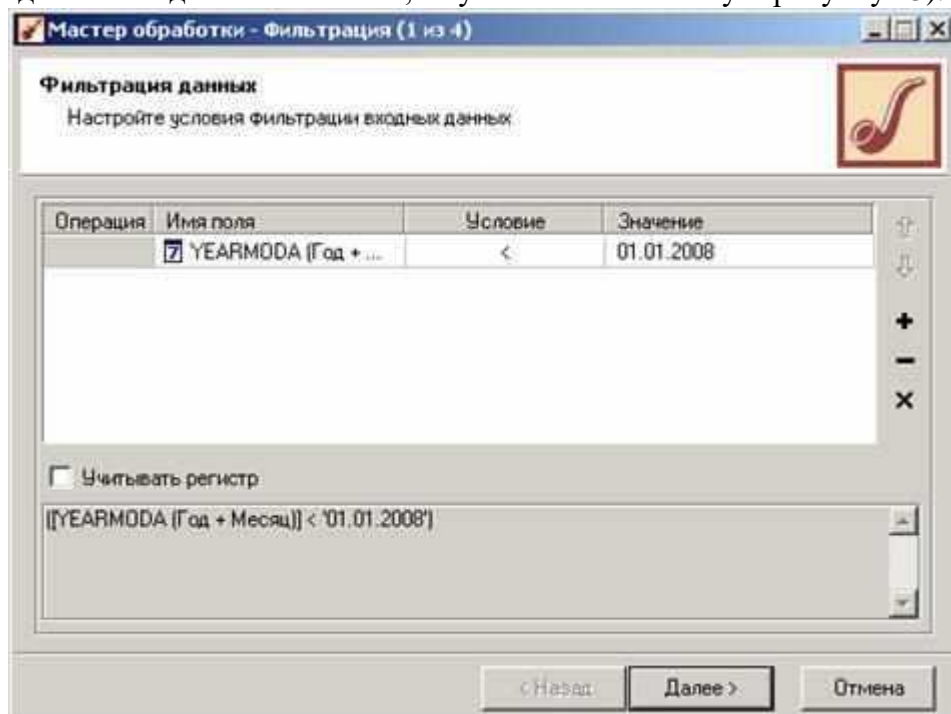 Мастер обработки - Фильтрация (1 из 4)
Фильтрация данных
Настройте условия фильтрации входных данных
Операция Имя поля Условие Значение
7 YEARMODA (Год + ... < 01.01.2008
Учитывать регистр
([YEARMODA (Год + Месяц)] < '01.01.2008')
< Назад Далее > Отмена